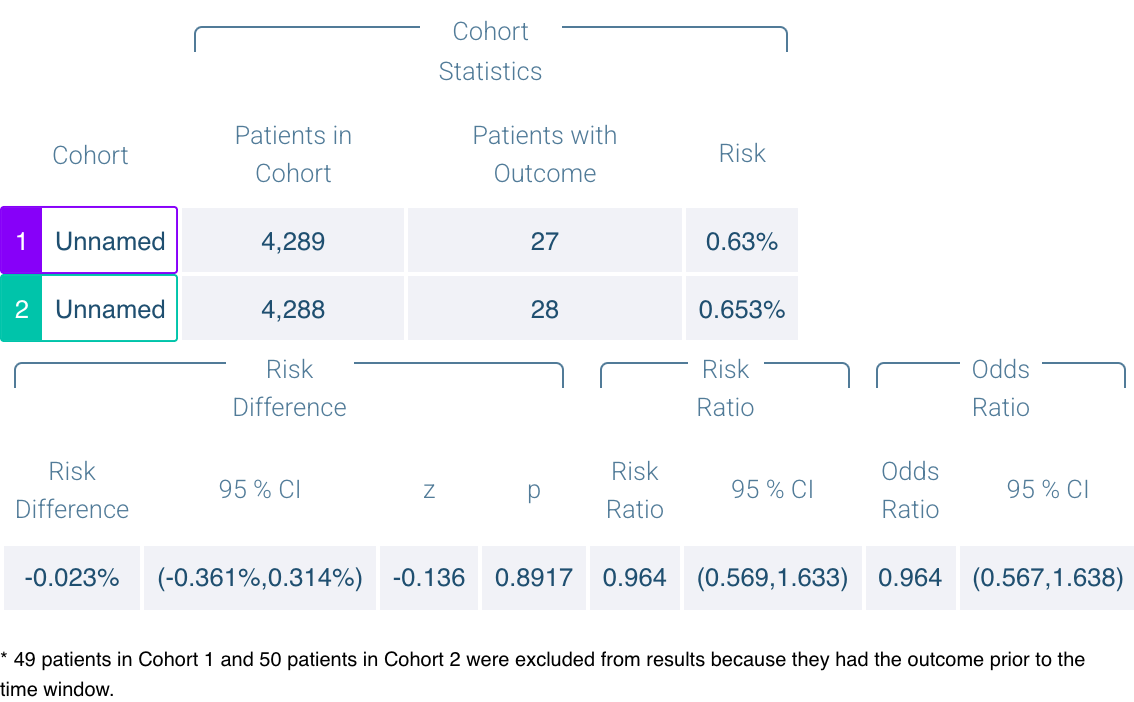 Cohort
Statistics
Cohort
Patients in
Cohort
Patients with
Outcome
Risk
1 Unnamed 4,289 27 0.63%
2 Unnamed 4,288 28 0.653%
Risk
Difference
Risk
Ratio
Odds
Ratio
Risk
Difference
95 % CI
z
p
Risk
Ratio
95 % CI
Odds
Ratio
95 % CI
-0.023% (-0.361%,0.314%) -0.136 0.8917 0.964 (0.569,1.633) 0.964 (0.567,1.638)
* 49 patients in Cohort 1 and 50 patients in Cohort 2 were excluded from results because they had the outcome prior to the
time window.